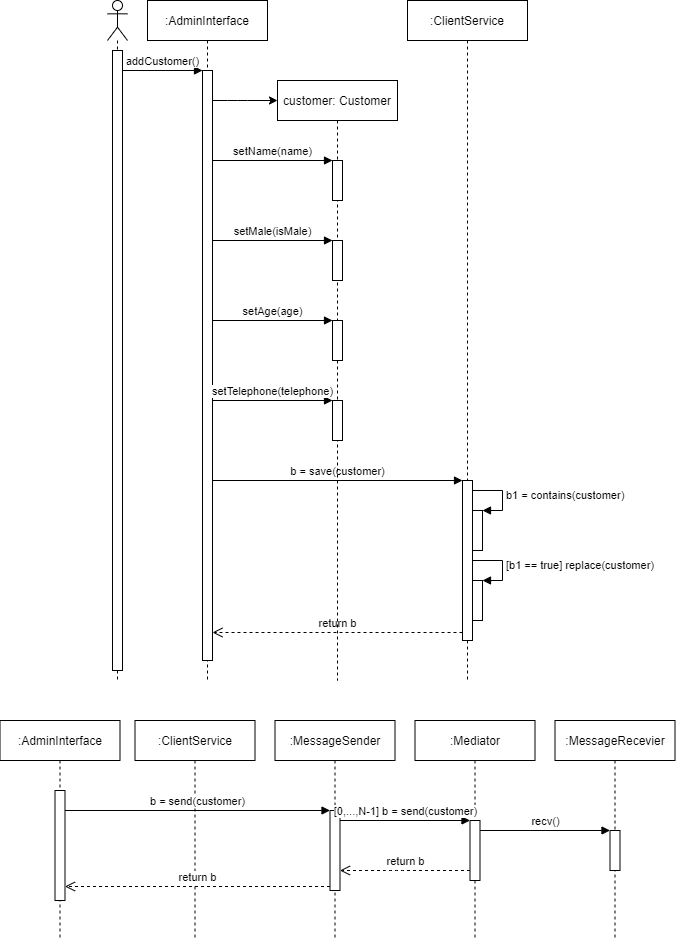 :AdminInterface
:ClientService
addCustomer()
customer: Customer
setName(name)
setMale(isMale)
setAge(age)
setTelephone(telephone)
b = save(customer)
b1 = contains(customer)
[b1 == true] replace(customer)
return b
:AdminInterface
:ClientService
:MessageSender
:Mediator
:MessageRecevier
b = send(customer)
[0,...,N-1] b = send(customer)
recv()
return b
return b